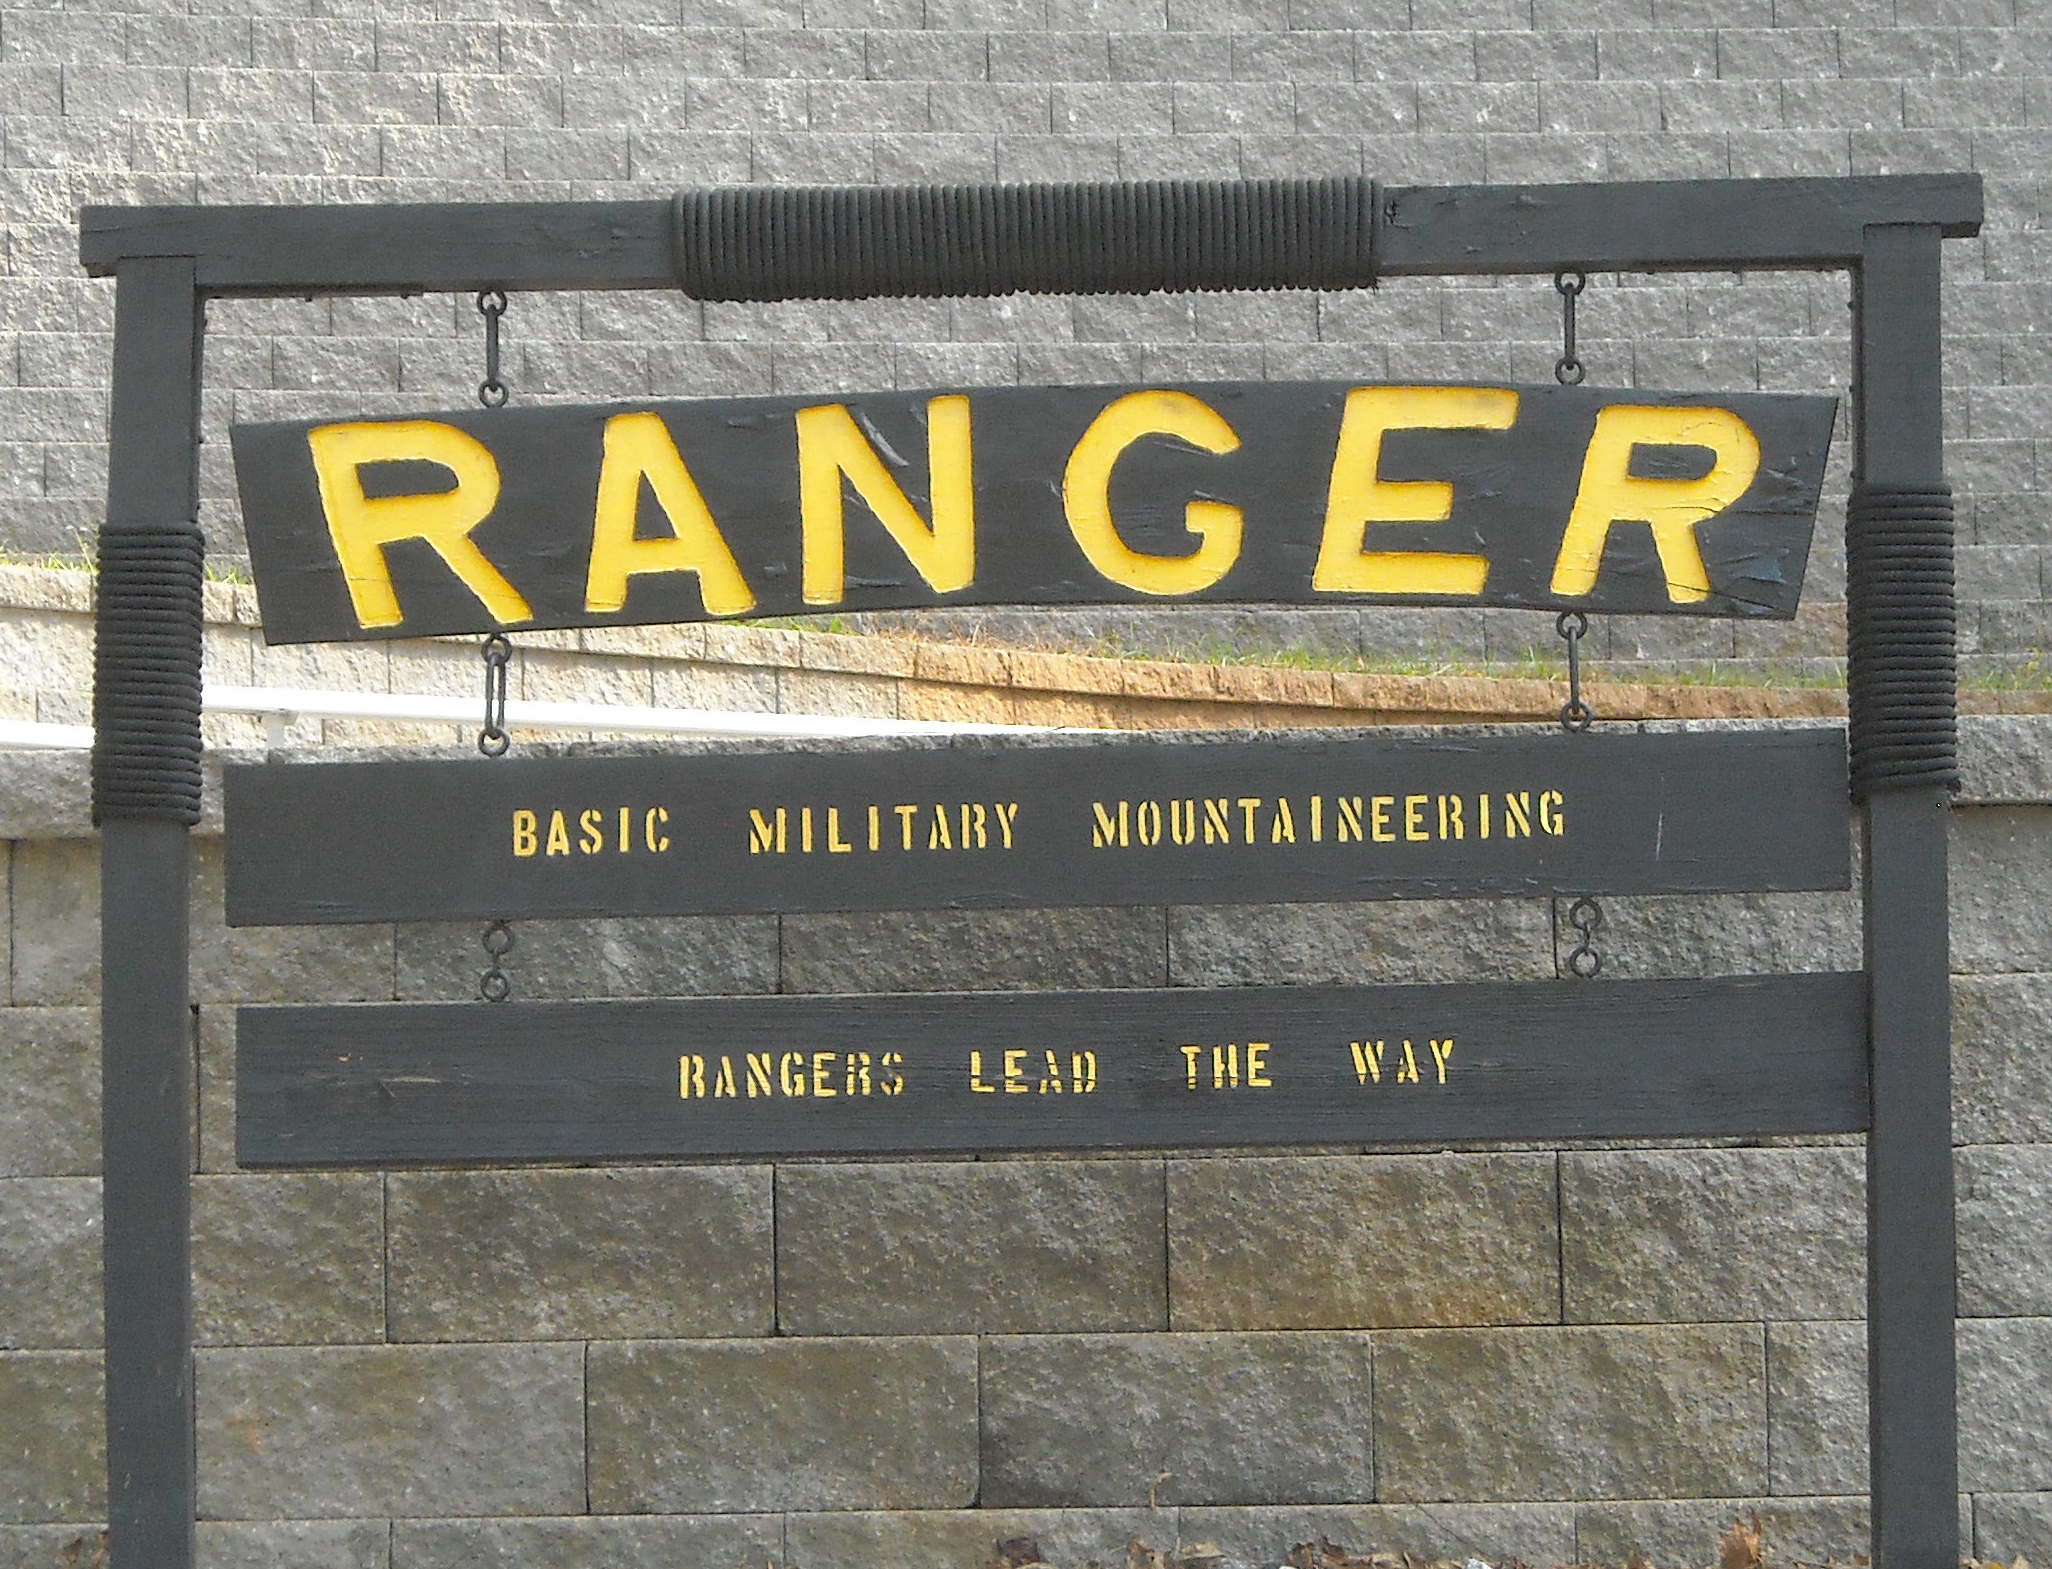 RANGER
BASIC MILITARY MOUNTAINEERING
RANGERS LEAD THE WAY